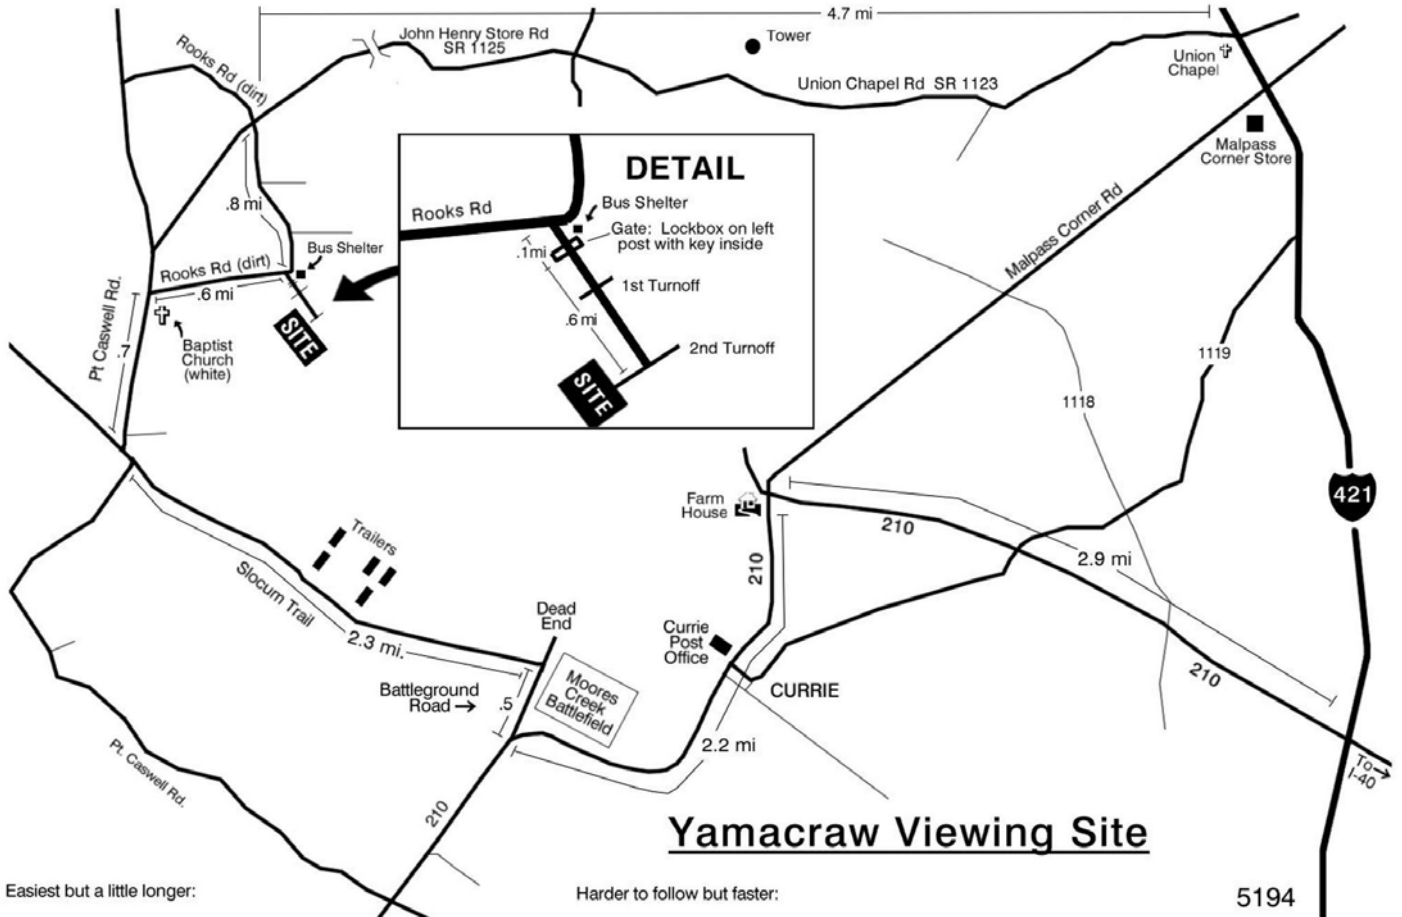 4.7 mi
John Henry Store Rd
SR 1125
Tower
Union
Chapel
Rooks Rd (dirt)
Union Chapel Rd SR 1123
Malpass
Corner Store
DETAIL
Rooks Rd
Bus Shelter
Gate: Lockbox on left
post with key inside
.1mi
1st Turnoff
.6 mi
2nd Turnoff
SITE
.8 mi
Bus Shelter
Rooks Rd (dirt)
.6 mi
SITE
Baptist
Church
(white)
Pt Caswell Rd.
.7
Malpass Corner Rd
1119
1118
421
Farm
House
210
210
2.9 mi
Trailers
Slocum Trail
2.3 mi.
Dead
End
Currie
Post
Office
CURRIE
210
Battleground
Road
.5
Moores
Creek
Battlefield
2.2 mi
Pt. Caswell Rd.
210
To
I-40
Yamacraw Viewing Site
Easiest but a little longer:
Harder to follow but faster:
5194